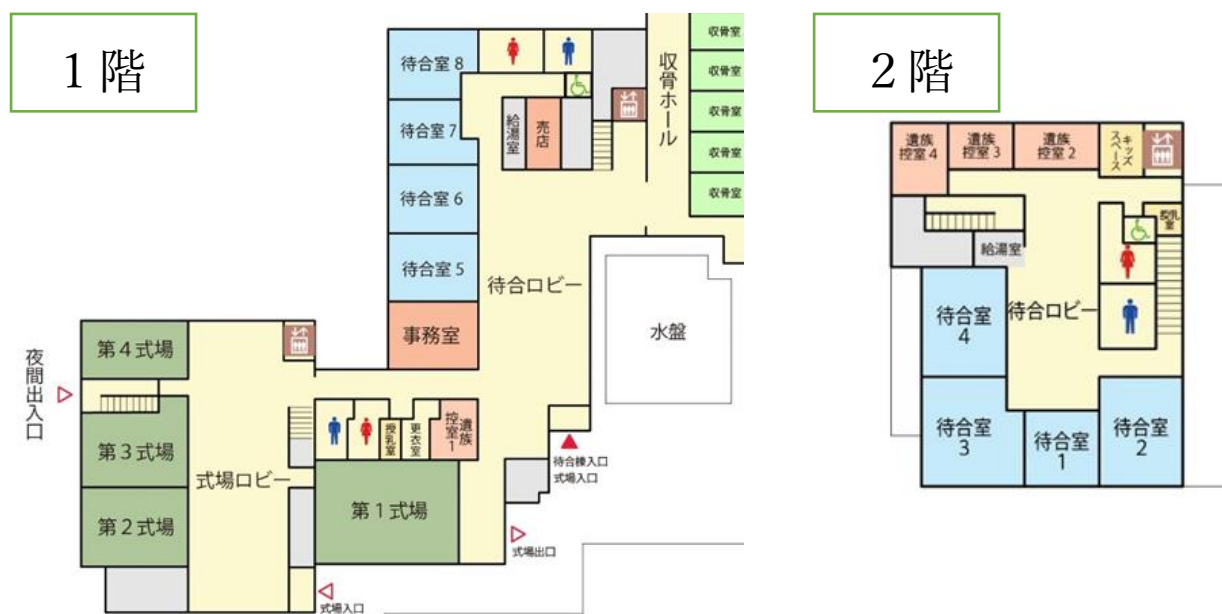 1階
2階
待合室 8
待合室 7
待合室 6
待合室 5
事務室
給湯室
売店
収骨ホール
収骨室
収骨室
収骨室
収骨室
収骨室
待合ロビー
水盤
夜間出入口
第4式場
第3式場
第2式場
式場ロビー
授乳室
更衣室
遺族
控室1
第1式場
待合棟入口
式場入口
式場出口
式場入口
遺族
控室4
遺族
控室3
遺族
控室2
キッズ
スペース
授乳室
給湯室
待合ロビー
待合室
4
待合室
3
待合室
1
待合室
2